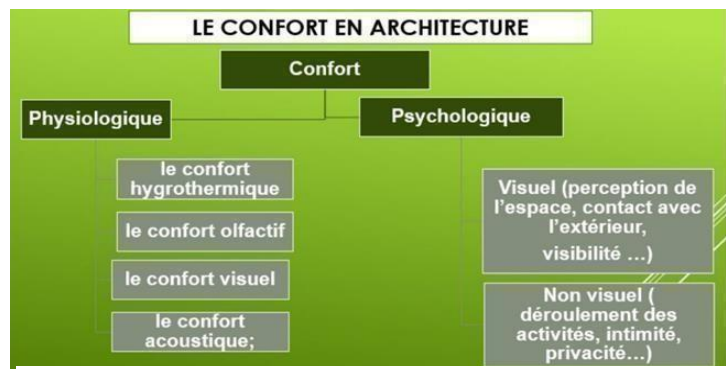 LE CONFORT EN ARCHITECTURE
Confort
Physiologique
le confort
hygrothermique
le confort olfactif
le confort visuel
le confort
acoustique;
Psychologique
Visuel (perception de
l'espace, contact avec
l'extérieur,
visibilité ...)
Non visuel (
déroulement des
activités, intimité,
privacité...)